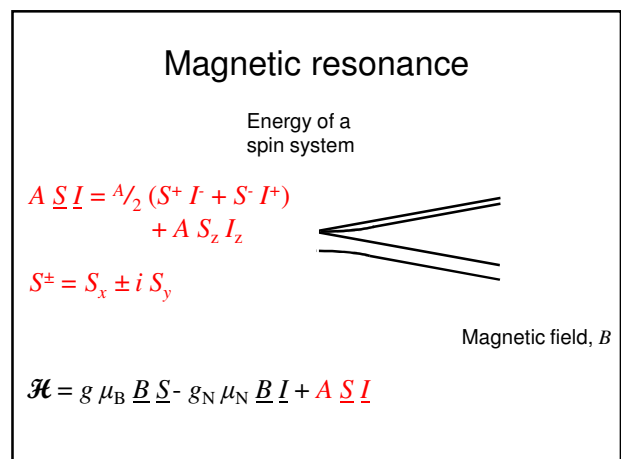 Magnetic resonance
Energy of a
spin system
A S I = A/2 (S+ I- + S- I+)
+ A Sz Iz
S± = Sx ± i Sy
Magnetic field, B
ℋ = g μB B S - gN μN B I + A S I